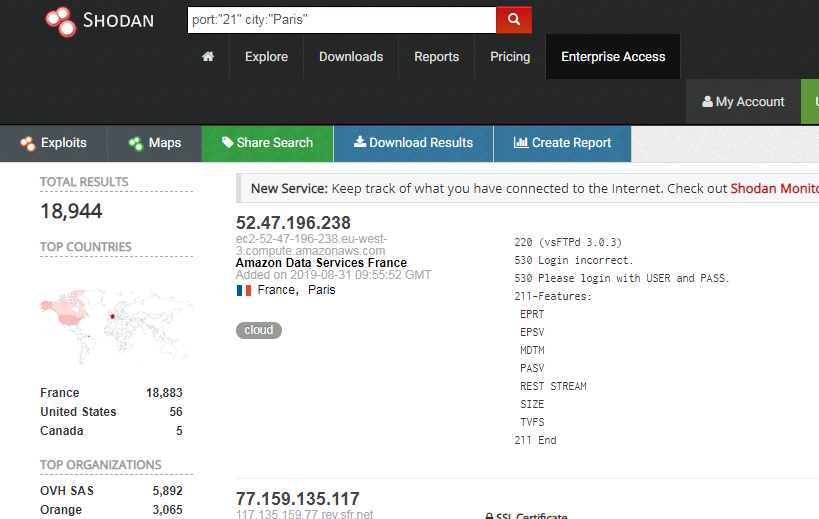 SHODAN
port:"21" city:"Paris"
Explore Downloads Reports Pricing Enterprise Access
My Account
Exploits Maps Share Search Download Results Create Report
TOTAL RESULTS
18,944
TOP COUNTRIES
France 18,883
United States 56
Canada 5
TOP ORGANIZATIONS
OVH SAS 5,892
Orange 3,065
New Service: Keep track of what you have connected to the Internet. Check out Shodan Monito
52.47.196.238
ec2-52-47-196-238.eu-west-
3.compute.amazonaws.com
Amazon Data Services France
Added on 2019-08-31 09:55:52 GMT
France, Paris
cloud
220 (vsFTPd 3.0.3)
530 Login incorrect.
530 Please login with USER and PASS.
211-Features:
EPRT
EPSV
MDTM
PASV
REST STREAM
SIZE
TVFS
211 End
77.159.135.117
117.135.159.77.rev.sfr.net
SSL Certificate